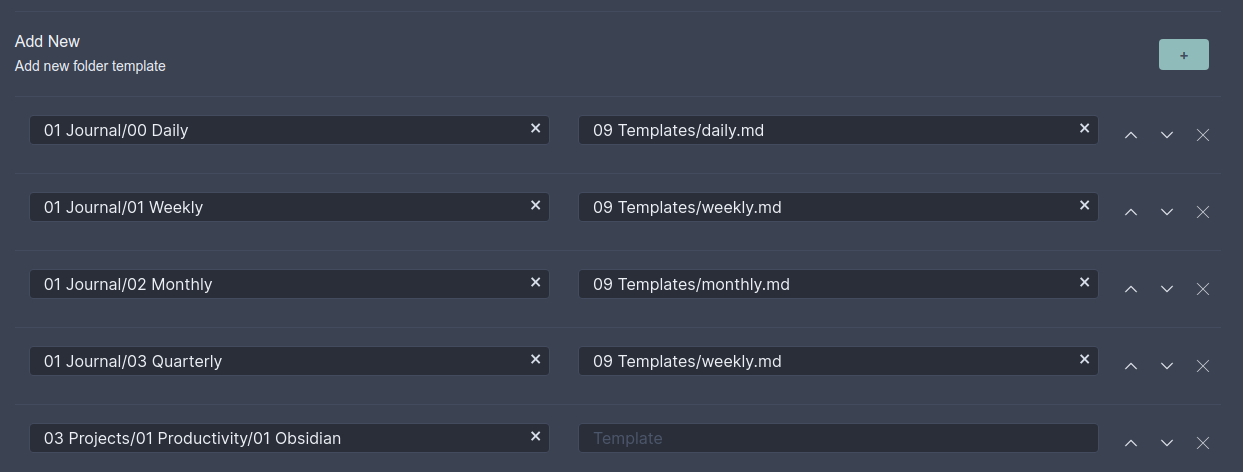 Add New
Add new folder template
+
01 Journal/00 Daily
09 Templates/daily.md
01 Journal/01 Weekly
09 Templates/weekly.md
01 Journal/02 Monthly
09 Templates/monthly.md
01 Journal/03 Quarterly
09 Templates/weekly.md
03 Projects/01 Productivity/01 Obsidian
Template